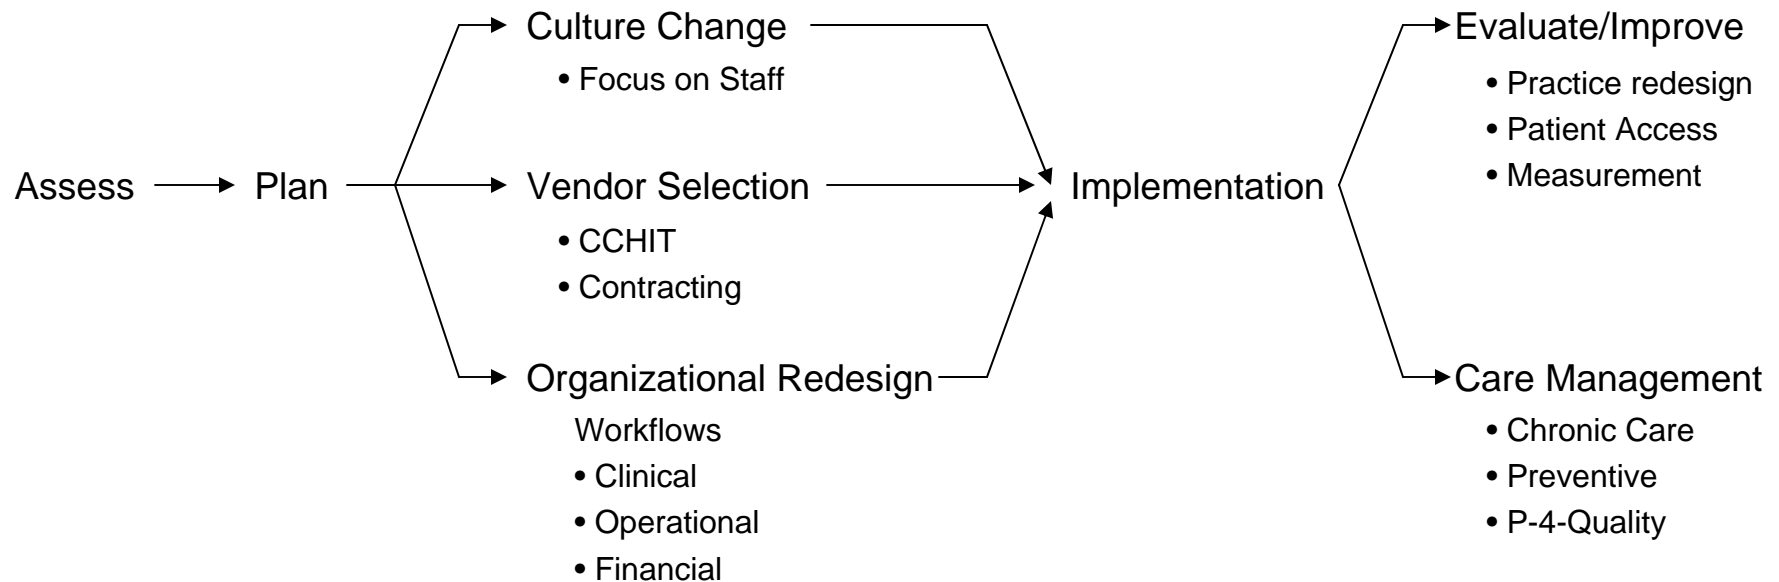 Assess
Plan
Culture Change
• Focus on Staff
Vendor Selection
• CCHIT
• Contracting
Organizational Redesign
Workflows
• Clinical
• Operational
• Financial
Implementation
Evaluate/Improve
• Practice redesign
• Patient Access
• Measurement
Care Management
• Chronic Care
• Preventive
• P-4-Quality